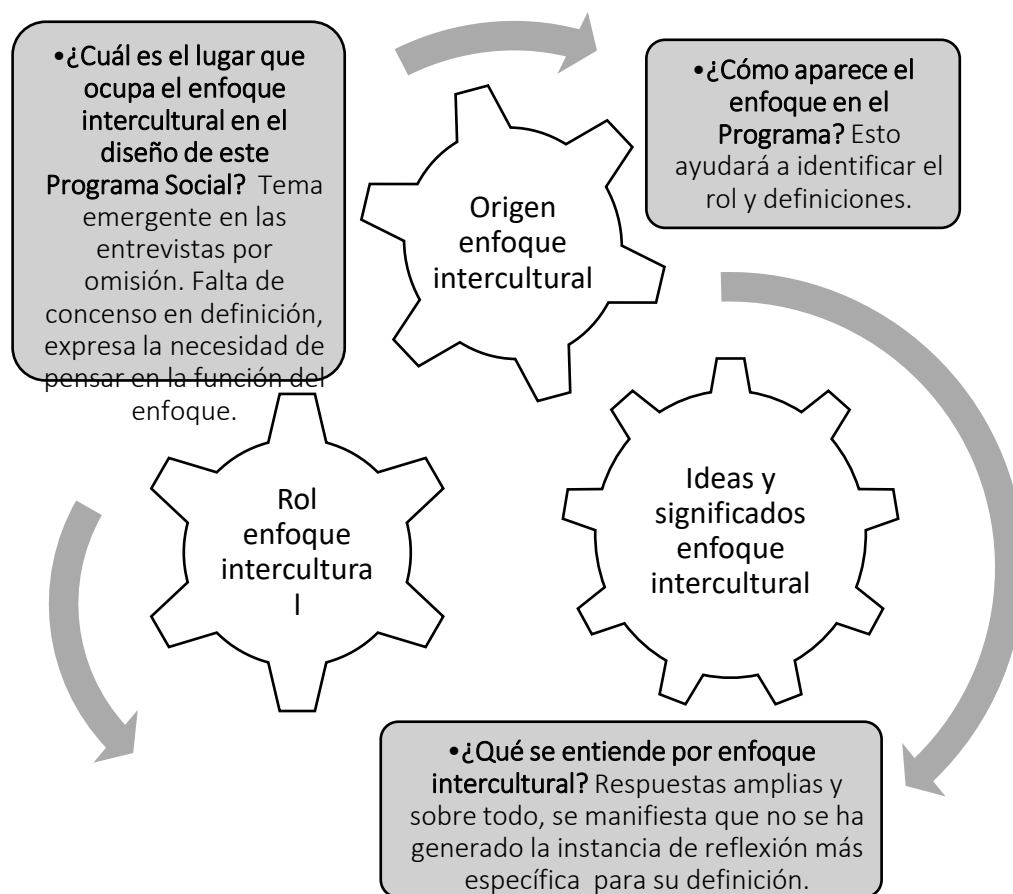 •¿Cuál es el lugar que
ocupa el enfoque
intercultural en el
diseño de este
Programa Social? Tema
emergente en las
entrevistas por
omisión. Falta de
concenso en definición,
expresa la necesidad de
pensar en la función del
enfoque.
•¿Cómo aparece el
enfoque en el
Programa? Esto
ayudará a identificar el
rol y definiciones.
Origen
enfoque
intercultural
Rol
enfoque
intercultura
l
Ideas y
significados
enfoque
intercultural
•¿Qué se entiende por enfoque
intercultural? Respuestas amplias y
sobre todo, se manifiesta que no se ha
generado la instancia de reflexión más
específica para su definición.